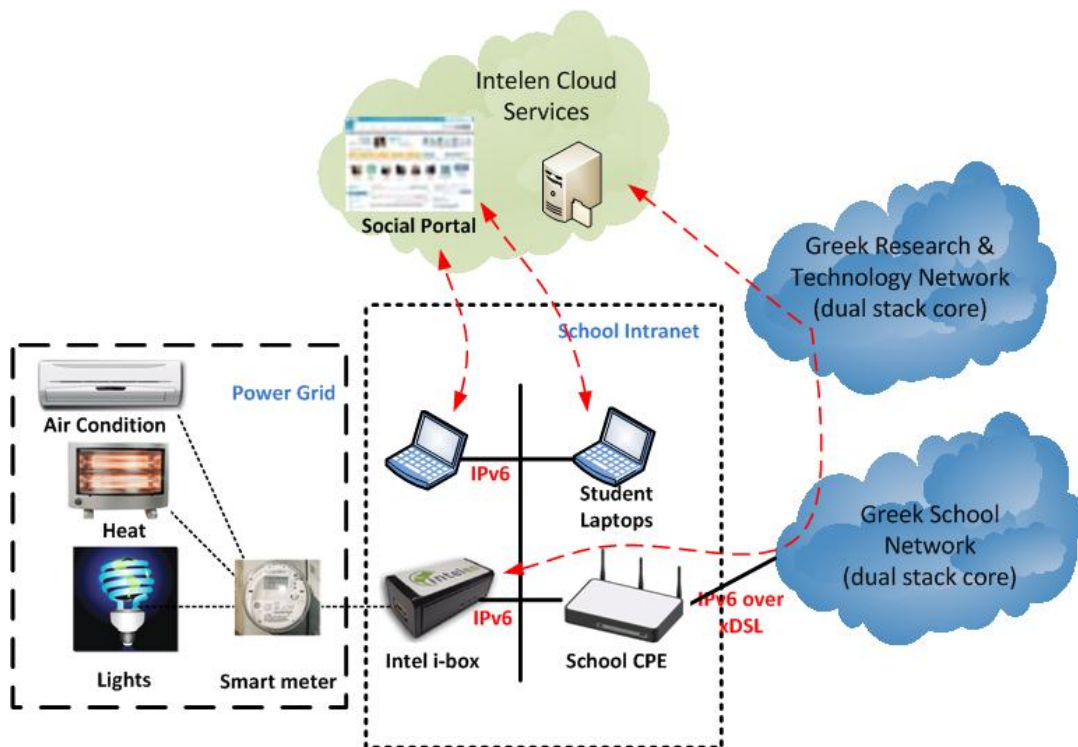 Intelen Cloud
Services
Social Portal
Greek Research &
Technology Network
(dual stack core)
School Intranet
Power Grid
Air Condition
IPv6
Student
Laptops
Heat
Greek School
Network
(dual stack core)
intelen
IPv6
IPv6 over
xDSL
Lights
Smart meter
Intel i-box
School CPE